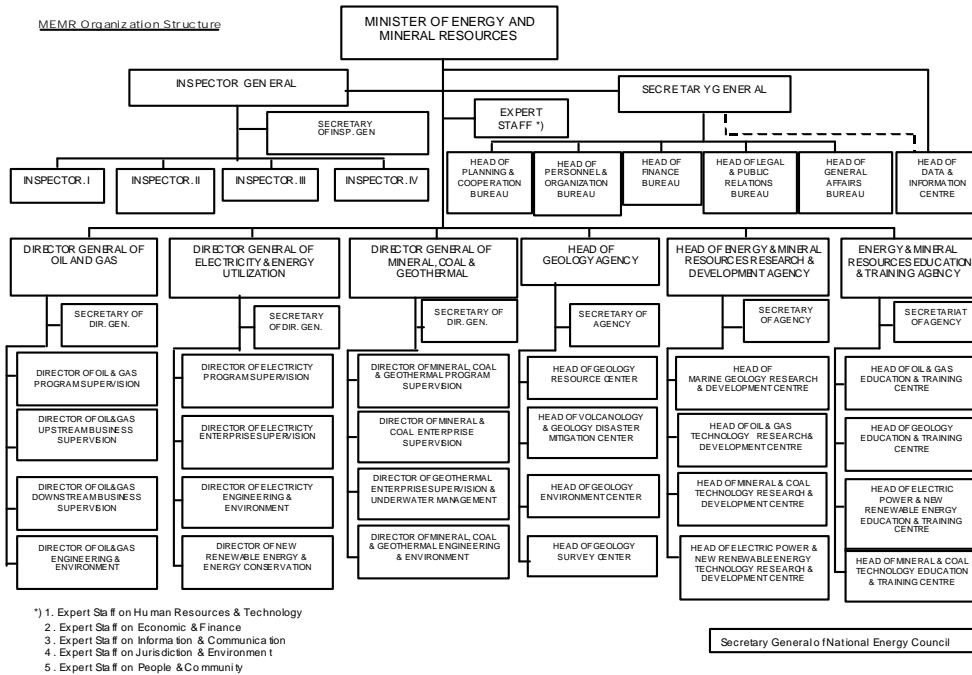 MEMR Organization Structure
MINISTER OF ENERGY AND
MINERAL RESOURCES
INSPECTOR GENERAL
SECRETARY GENERAL
EXPERT
STAFF *)
SECRETARY
OF INSP. GEN
INSPECTOR. I
INSPECTOR. II
INSPECTOR. III
INSPECTOR. IV
HEAD OF
PLANNING &
COOPERATION
BUREAU
HEAD OF
PERSONNEL &
ORGANIZATION
BUREAU
HEAD OF
FINANCE
BUREAU
HEAD OF LEGAL
& PUBLIC
RELATIONS
BUREAU
HEAD OF
GENERAL
AFFAIRS
BUREAU
HEAD OF
DATA &
INFORMATION
CENTRE
DIRECTOR GENERAL OF
OIL AND GAS
DIRECTOR GENERAL OF
ELECTRICITY & ENERGY
UTILIZATION
DIRECTOR GENERAL OF
MINERAL, COAL &
GEOTHERMAL
HEAD OF
GEOLOGY AGENCY
HEAD OF ENERGY & MINERAL
RESOURCES RESEARCH &
DEVELOPMENT AGENCY
ENERGY & MINERAL
RESOURCES EDUCATION
& TRAINING AGENCY
SECRETARY OF
DIR. GEN.
SECRETARY
OF DIR. GEN.
SECRETARY OF
DIR. GEN.
SECRETARY OF
AGENCY
SECRETARY
OF AGENCY
SECRETARIAT
OF AGENCY
DIRECTOR OF OIL & GAS
PROGRAM SUPERVISION
DIRECTOR OF ELECTRICITY
PROGRAM SUPERVISION
DIRECTOR OF MINERAL, COAL
& GEOTHERMAL PROGRAM
SUPERVISION
HEAD OF GEOLOGY
RESOURCE CENTER
HEAD OF
MARINE GEOLOGY RESEARCH
& DEVELOPMENT CENTRE
HEAD OF OIL & GAS
EDUCATION & TRAINING
CENTRE
DIRECTOR OF OIL & GAS
UPSTREAM BUSINESS
SUPERVISION
DIRECTOR OF ELECTRICITY
ENTERPRISE SUPERVISION
DIRECTOR OF MINERAL &
COAL ENTERPRISE
SUPERVISION
HEAD OF VOLCANOLOGY
& GEOLOGY DISASTER
MITIGATION CENTER
HEAD OF OIL & GAS
TECHNOLOGY RESEARCH &
DEVELOPMENT CENTRE
HEAD OF GEOLOGY
EDUCATION & TRAINING
CENTRE
DIRECTOR OF OIL & GAS
DOWNSTREAM BUSINESS
SUPERVISION
DIRECTOR OF ELECTRICTY
ENGINEERING &
ENVIRONMENT
DIRECTOR OF GEOTHERMAL
ENTERPRISE SUPERVISION &
UNDERWATER MANAGEMENT
HEAD OF GEOLOGY
ENVIRONMENT CENTER
HEAD OF MINERAL & COAL
TECHNOLOGY RESEARCH &
DEVELOPMENT CENTRE
HEAD OF ELECTRIC
POWER & NEW
RENEWABLE ENERGY
EDUCATION & TRAINING
CENTRE
DIRECTOR OF OIL & GAS
ENGINEERING &
ENVIRONMENT
DIRECTOR OF NEW
RENEWABLE ENERGY &
ENERGY CONSERVATION
DIRECTOR OF MINERAL, COAL
& GEOTHERMAL ENGINEERING
& ENVIRONMENT
HEAD OF GEOLOGY
SURVEY CENTER
HEAD OF ELECTRIC POWER &
NEW RENEWABLE ENERGY
TECHNOLOGY RESEARCH &
DEVELOPMENT CENTRE
HEAD OF MINERAL & COAL
TECHNOLOGY EDUCATION
& TRAINING CENTRE
*) 1. Expert Staff on Human Resources & Technology
2. Expert Staff on Economic & Finance
3. Expert Staff on Information & Communication
4. Expert Staff on Jurisdiction & Environment
5. Expert Staff on People & Community
Secretary General of National Energy Council